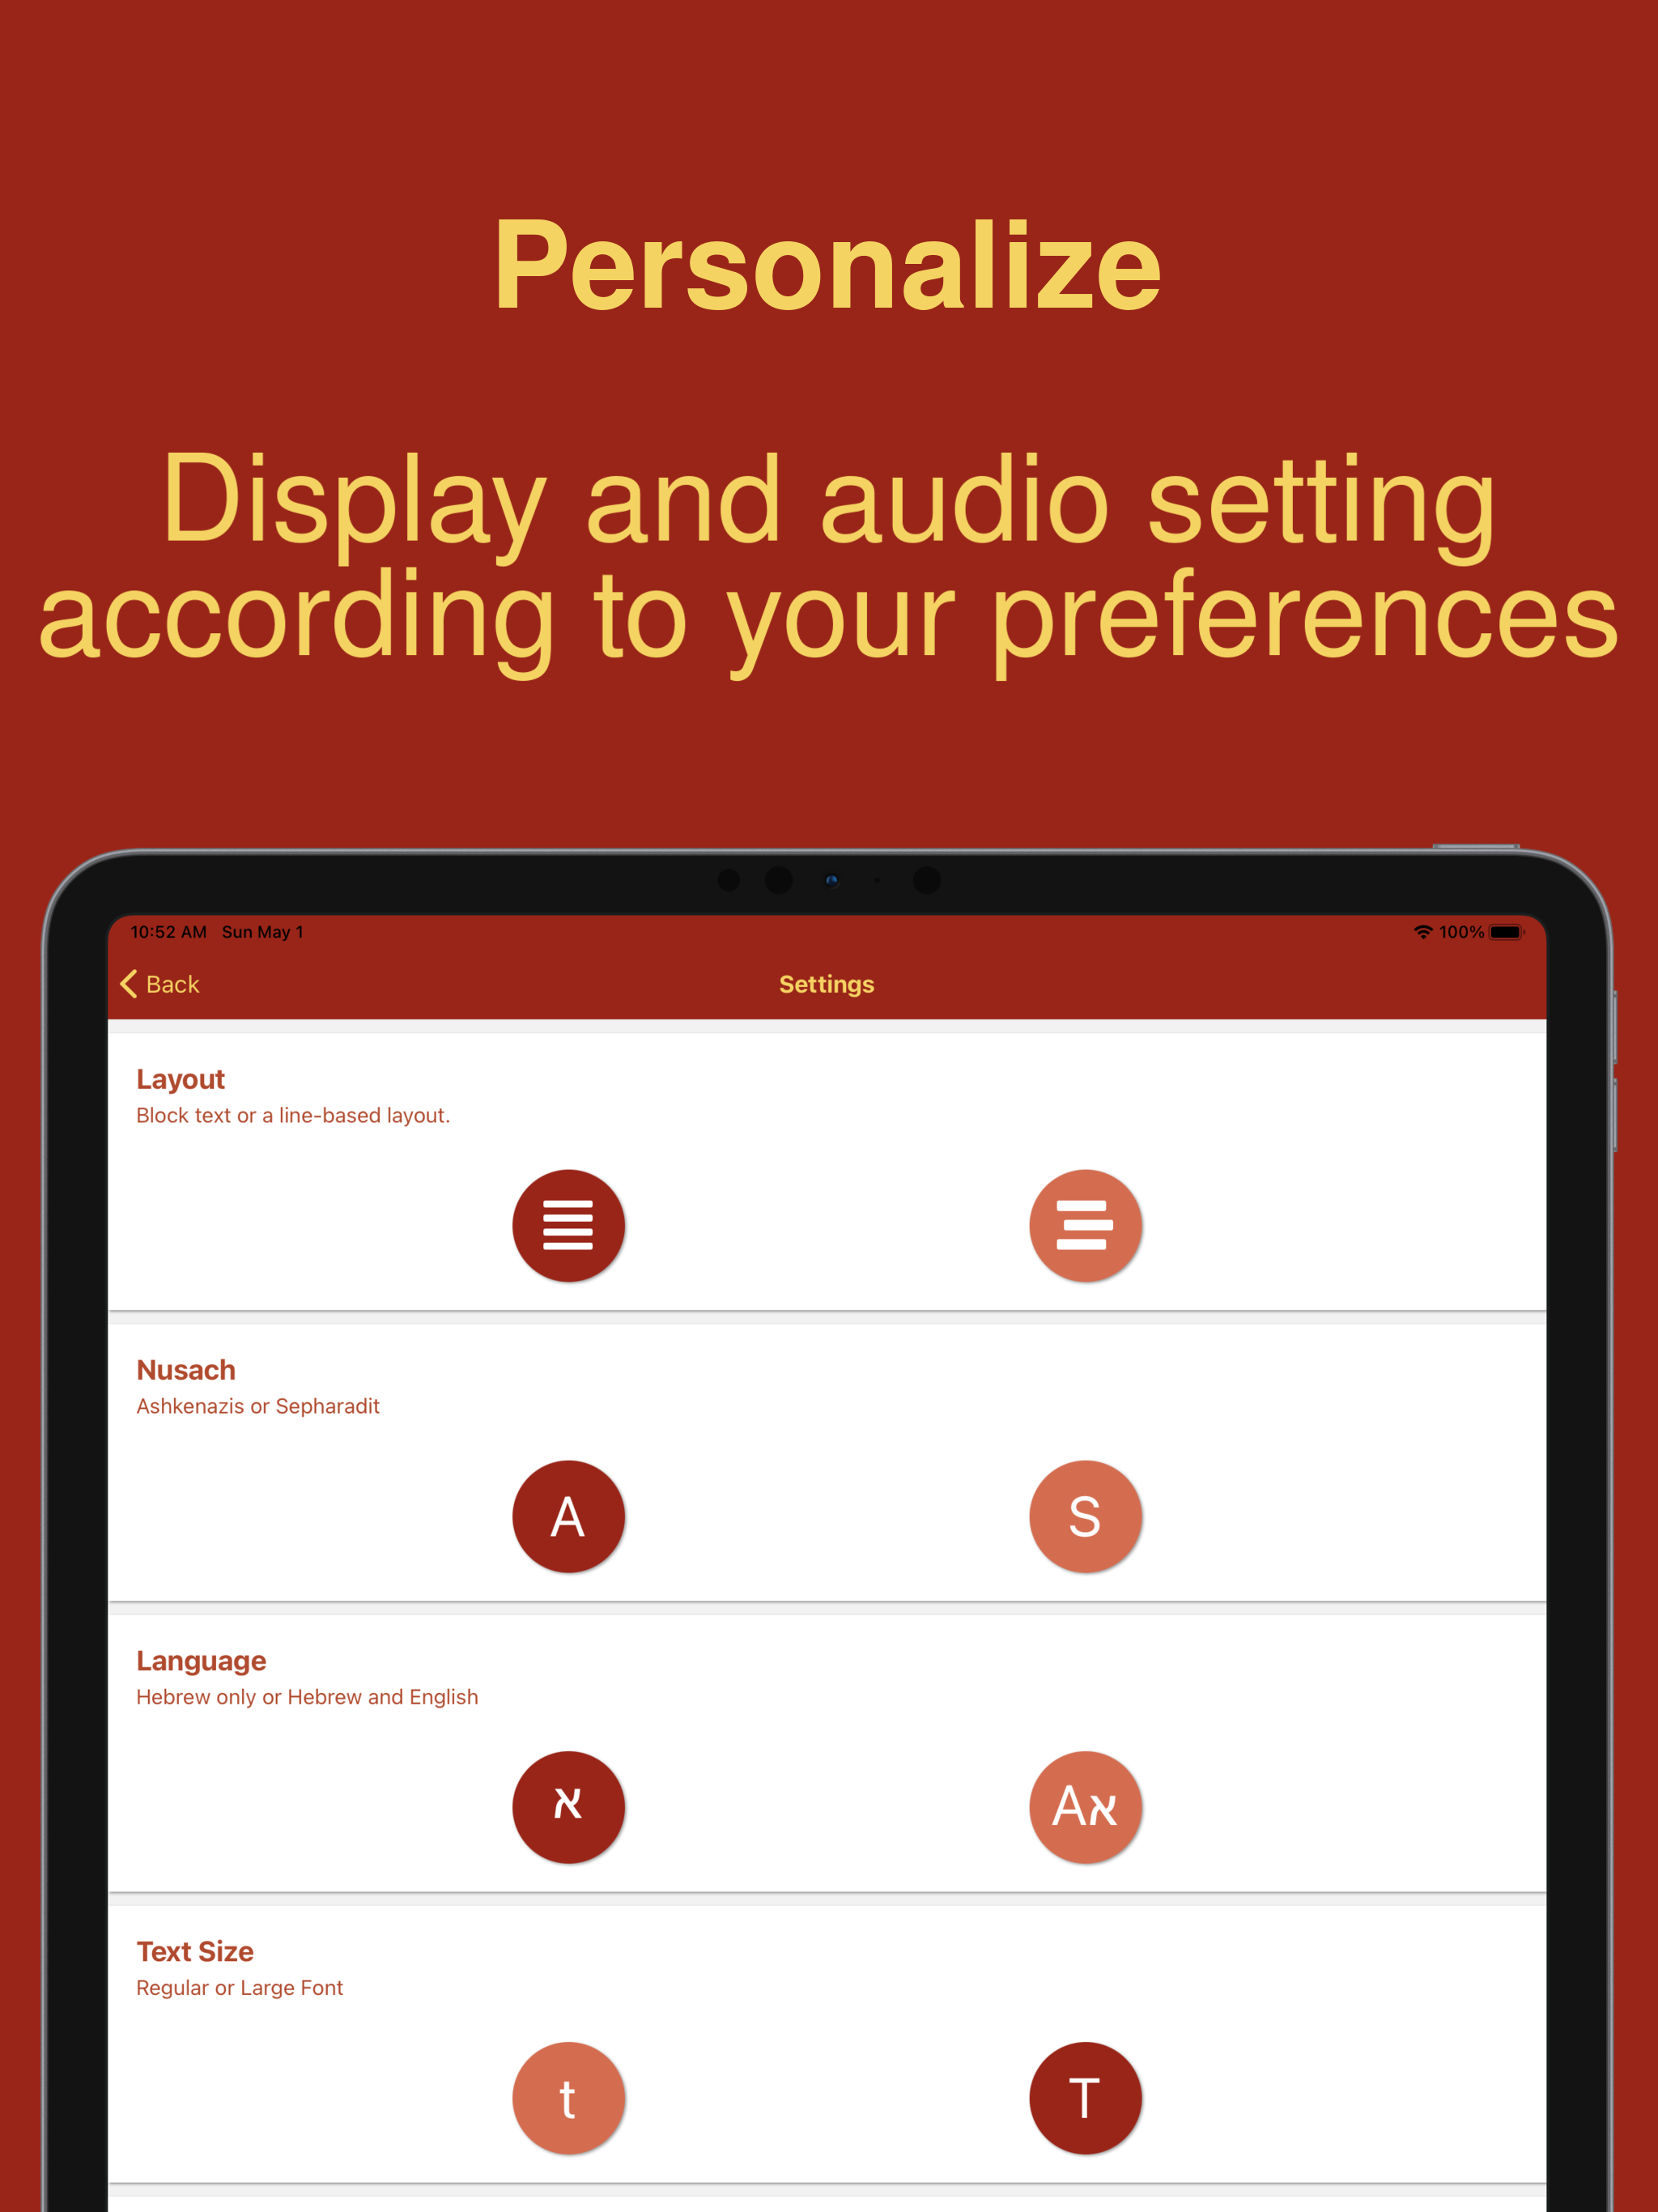 Personalize
Display and audio setting
according to your preferences
10:52 AM Sun May 1
100%
Back
Settings
Layout
Block text or a line-based layout.
Nusach
Ashkenazis or Sepharadit
A
S
Language
Hebrew only or Hebrew and English
א
Aא
Text Size
Regular or Large Font
t
T